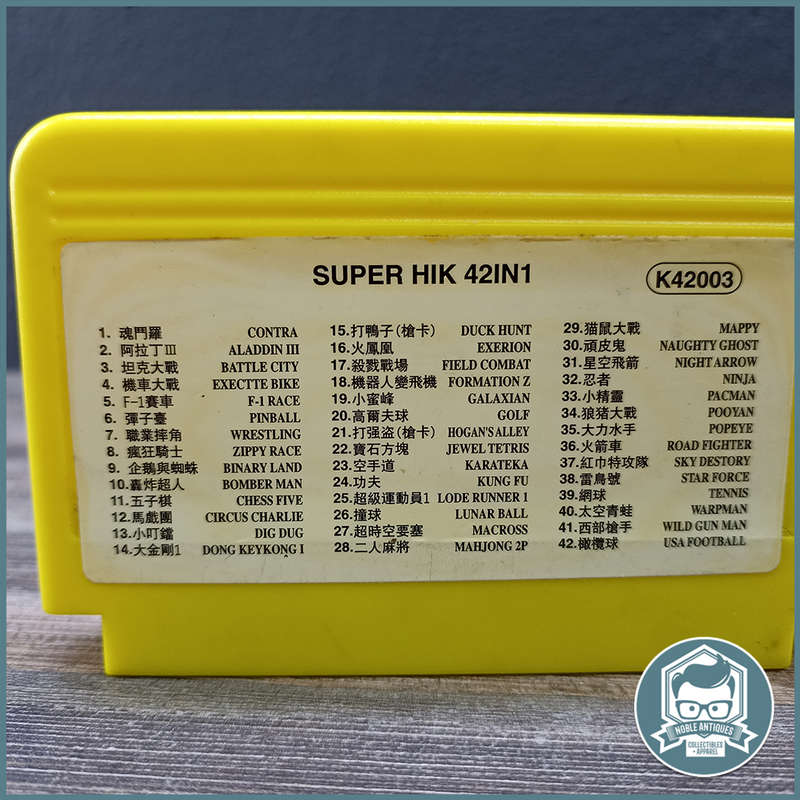 SUPER HIK 42IN1
K42003
1. 魂鬥羅 CONTRA
2. 阿拉丁III ALADDIN III
3. 坦克大戰 BATTLE CITY
4. 機車大戰 EXECTTE BIKE
5. F-1賽車 F-1 RACE
6. 彈子臺 PINBALL
7. 職業摔角 WRESTLING
8. 瘋狂騎士 ZIPPY RACE
9. 企鵝與蜘蛛 BINARY LAND
10.轟炸超人 BOMBER MAN
11.五子棋 CHESS FIVE
12.馬戲團 CIRCUS CHARLIE
13.小叮噹 DIG DUG
14.大金剛1 DONG KEYKONG I
15.打鴨子(槍卡) DUCK HUNT
16.火鳳凰 EXERION
17.殺戮戰場 FIELD COMBAT
18.機器人變飛機 FORMATION Z
19.小蜜峰 GALAXIAN
20.高爾夫球 GOLF
21.打强盗(槍卡) HOGAN'S ALLEY
22.寶石方塊 JEWEL TETRIS
23.空手道 KARATEKA
24.功夫 KUNG FU
25.超級運動員1 LODE RUNNER 1
26.撞球 LUNAR BALL
27.超時空要塞 MACROSS
28.二人麻將 MAHJONG 2P
29.猫鼠大戰 MAPPY
30.頑皮鬼 NAUGHTY GHOST
31.星空飛箭 NIGHT ARROW
32.忍者 NINJA
33.小精靈 PACMAN
34.狼猪大戰 POOYAN
35.大力水手 POPEYE
36.火箭車 ROAD FIGHTER
37.紅巾特攻隊 SKY DESTORY
38.雷鳥號 STAR FORCE
39.網球 TENNIS
40.太空青蛙 WARPMAN
41.西部槍手 WILD GUN MAN
42.橄欖球 USA FOOTBALL
NOBLE ANTIQUES
COLLECTIBLES
+ APPAREL